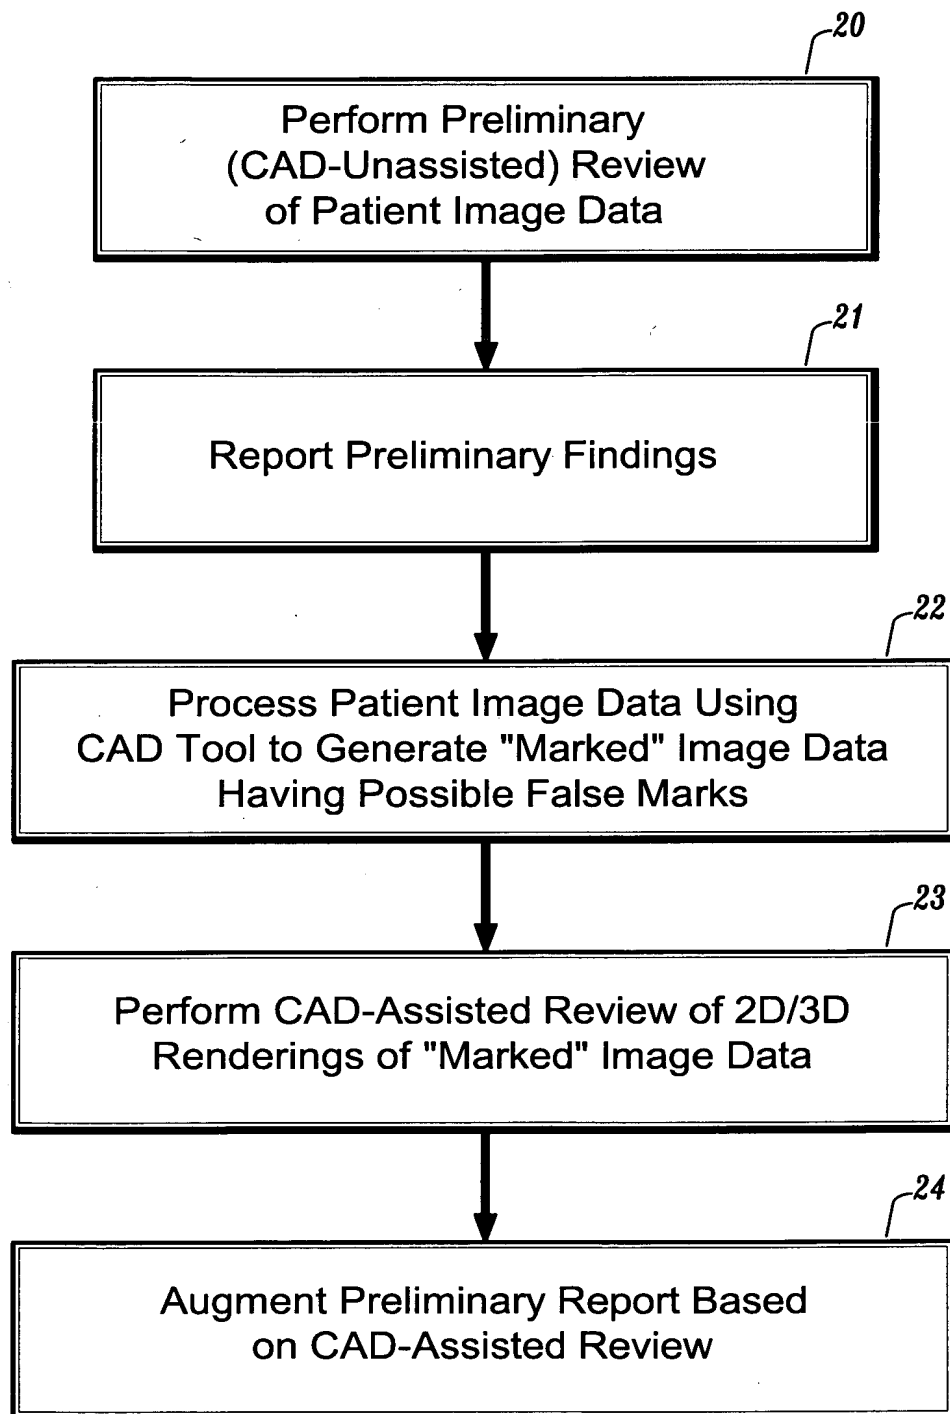 20
Perform Preliminary
(CAD-Unassisted) Review
of Patient Image Data
21
Report Preliminary Findings
22
Process Patient Image Data Using
CAD Tool to Generate "Marked" Image Data
Having Possible False Marks
23
Perform CAD-Assisted Review of 2D/3D
Renderings of "Marked" Image Data
24
Augment Preliminary Report Based
on CAD-Assisted Review